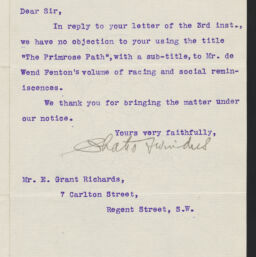 Dear Sir,
In reply to your letter of the 3rd inst.,
we have no objection to your using the title
"The Primrose Path", with a sub-title, to Mr. de
Wend Fenton's volume of racing and social remin-
iscences.
We thank you for bringing the matter under
our notice.
Yours very faithfully,
Chatto & Windus
Mr. E. Grant Richards,
7 Carlton Street,
Regent Street, S.W.